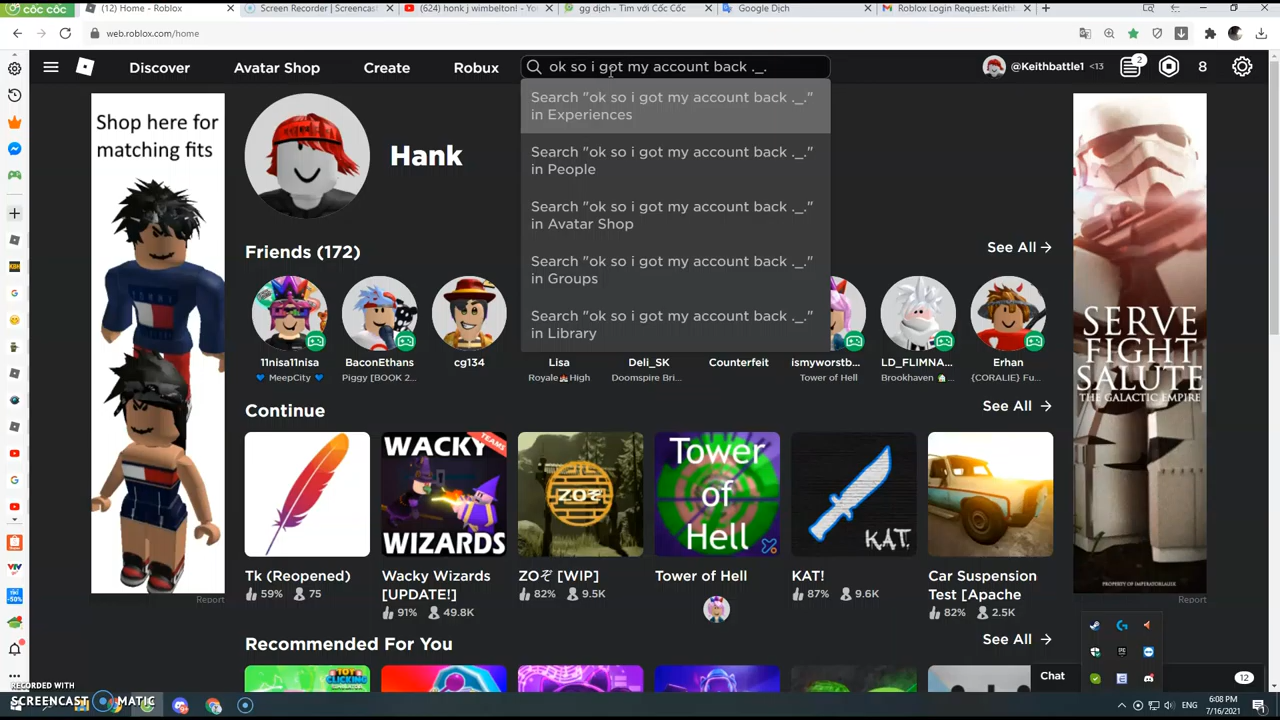 cốc cốc
(12) Home - Roblox
Screen Recorder | Screencast
(624) honk j wimbelton! - Yo
gg dịch - Tìm với Cốc Cốc
Google Dịch
Roblox Login Request: Keith
web.roblox.com/home
Discover
Avatar Shop
Create
Robux
ok so i got my account back ._.
@Keithbattle1
<13
2
8
Search "ok so i got my account back ._."
in Experiences
Search "ok so i got my account back ._."
in People
Search "ok so i got my account back ._."
in Avatar Shop
Search "ok so i got my account back ._."
in Groups
Search "ok so i got my account back ._."
in Library
Shop here for
matching fits
Hank
Friends (172)
See All
11nisa11nisa
BaconEthans
cg134
Lisa
Deli_SK
Counterfeit
ismyworstb...
LD_FLIMNA...
Erhan
MeepCity
Piggy [BOOK 2...
Royale High
Doomspire Bri...
Tower of Hell
Brookhaven
{CORALIE} Fu...
Continue
See All
WACKY
TEAMS
WIZARDS
ZOぞ
Tower
of
Hell
KAT.
Tk (Reopened)
59% 75
Wacky Wizards
[UPDATE!]
91% 49.8K
ZOぞ [WIP]
82% 9.5K
Tower of Hell
KAT!
87% 9.6K
Car Suspension
Test [Apache
82% 2.5K
SERVE
FIGHT
SALUTE
THE GALACTIC EMPIRE
PROPERTY OF IMPERATORLAUDE
Report
Report
Recommended For You
See All
Chat
12
RECORDED WITH
SCREENCAST MATIC
ENG
6:08 PM
7/16/2021